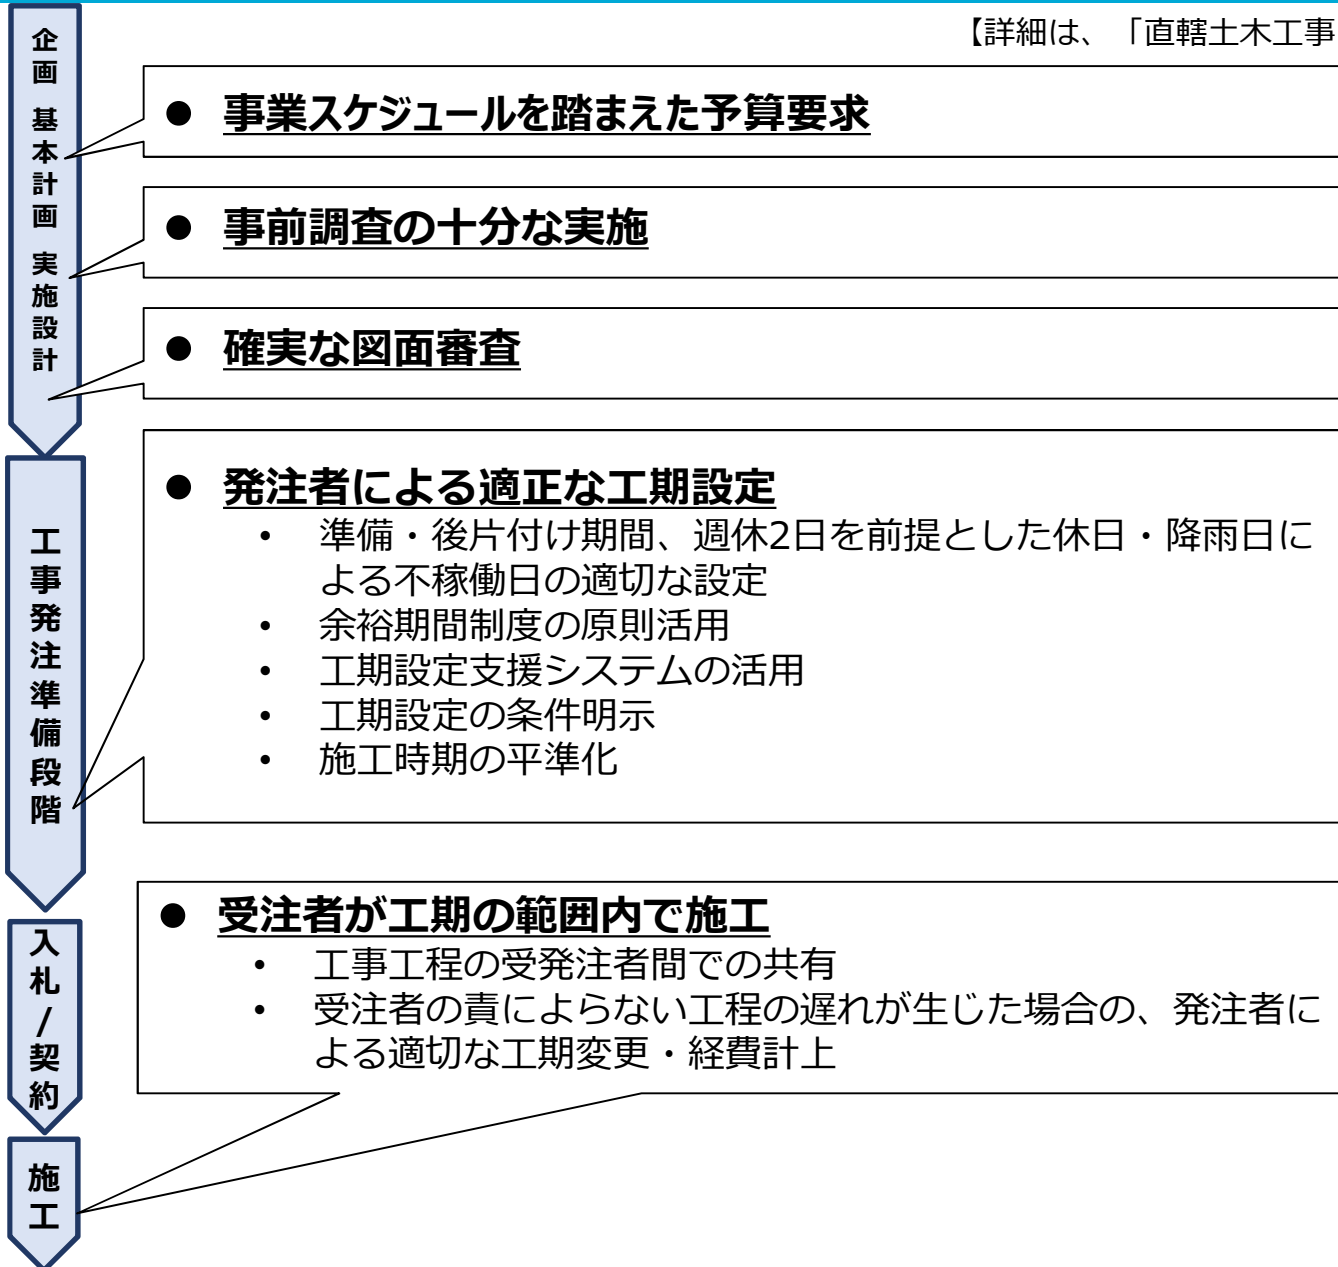 【詳細は、「直轄土木工事
企画 基本計画 実施設計
● 事業スケジュールを踏まえた予算要求
● 事前調査の十分な実施
● 確実な図面審査
工事発注準備段階
● 発注者による適正な工期設定
• 準備・後片付け期間、週休2日を前提とした休日・降雨日に
よる不稼働日の適切な設定
• 余裕期間制度の原則活用
• 工期設定支援システムの活用
• 工期設定の条件明示
• 施工時期の平準化
入札/契約
● 受注者が工期の範囲内で施工
• 工事工程の受発注者間での共有
• 受注者の責によらない工程の遅れが生じた場合の、発注者に
よる適切な工期変更・経費計上
施工